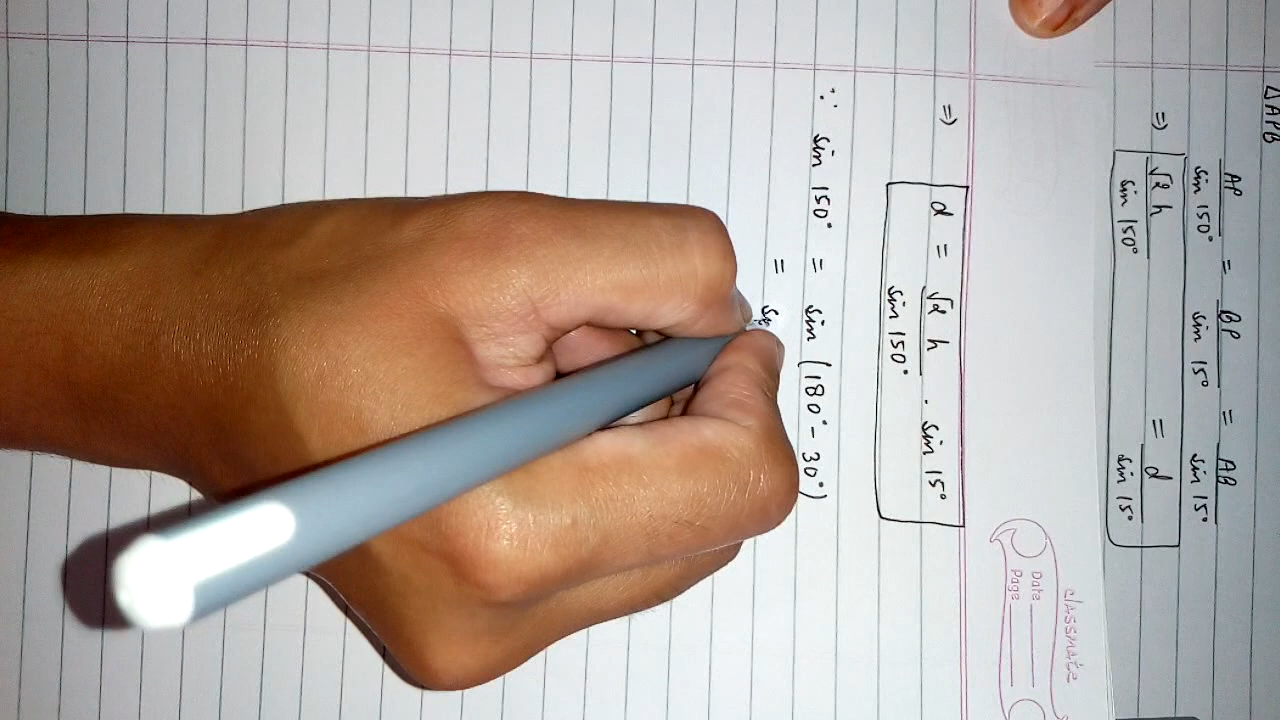 ΔAPB
AP/sin 150° = BP/sin 15° = AB/sin 15°
⇒ √2 h/sin 150° = d/sin 15°
classmate
Date
Page
⇒ d = √2 h/sin 150° . sin 15°
∵ sin 150° = sin (180° - 30°)
=